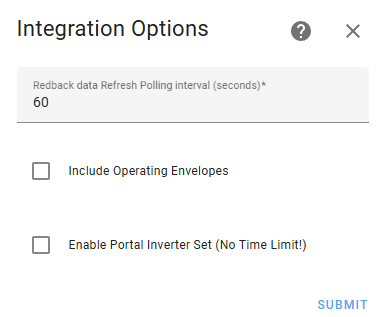 Integration Options
Redback data Refresh Polling interval (seconds)*
60
Include Operating Envelopes
Enable Portal Inverter Set (No Time Limit!)
SUBMIT